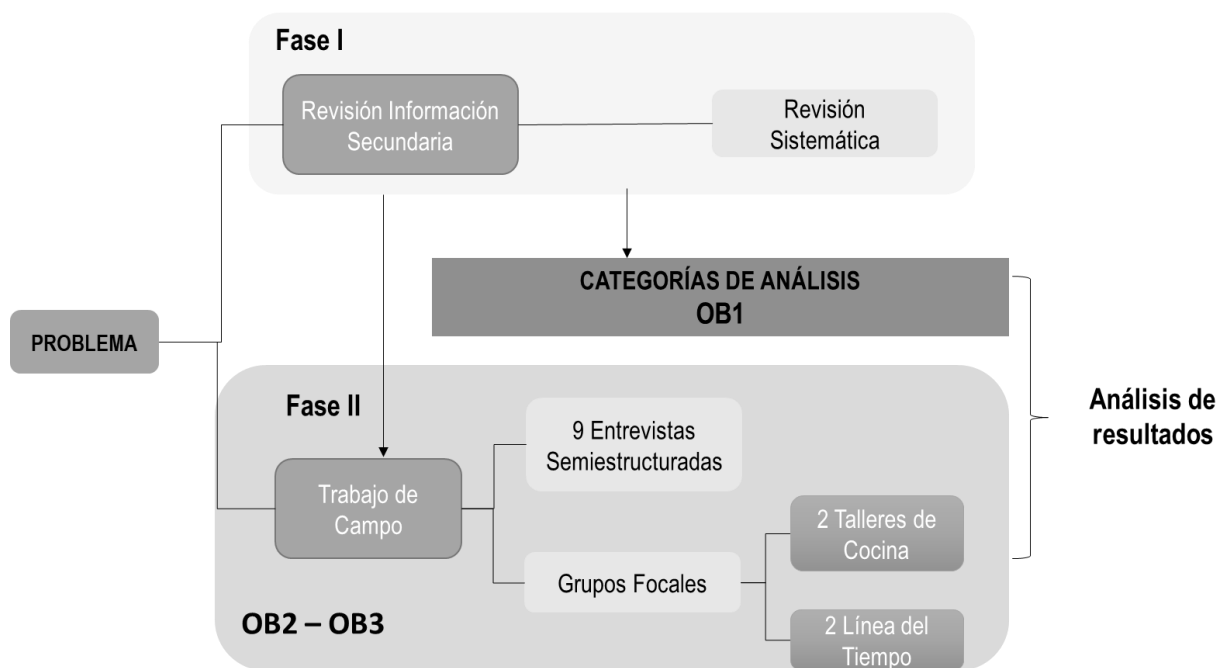 Fase I
Revisión Información
Secundaria
Revisión
Sistemática
CATEGORÍAS DE ANÁLISIS
OB1
PROBLEMA
Fase II
9 Entrevistas
Semiestructuradas
Trabajo de
Campo
Grupos Focales
2 Talleres de
Cocina
2 Línea del
Tiempo
OB2 – OB3
Análisis de
resultados